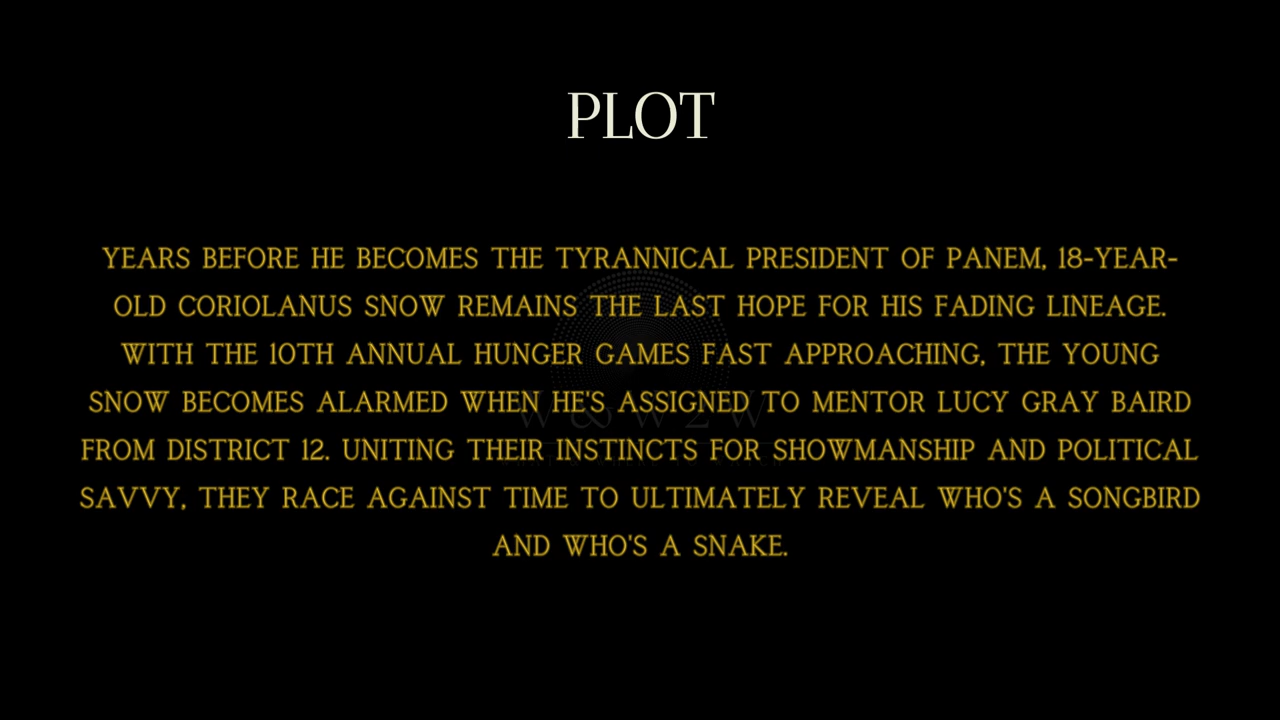 PLOT
YEARS BEFORE HE BECOMES THE TYRANNICAL PRESIDENT OF PANEM, 18-YEAR-
OLD CORIOLANUS SNOW REMAINS THE LAST HOPE FOR HIS FADING LINEAGE.
WITH THE 10TH ANNUAL HUNGER GAMES FAST APPROACHING, THE YOUNG
SNOW BECOMES ALARMED WHEN HE'S ASSIGNED TO MENTOR LUCY GRAY BAIRD
FROM DISTRICT 12. UNITING THEIR INSTINCTS FOR SHOWMANSHIP AND POLITICAL
SAVVY, THEY RACE AGAINST TIME TO ULTIMATELY REVEAL WHO'S A SONGBIRD
AND WHO'S A SNAKE.
W&W2W